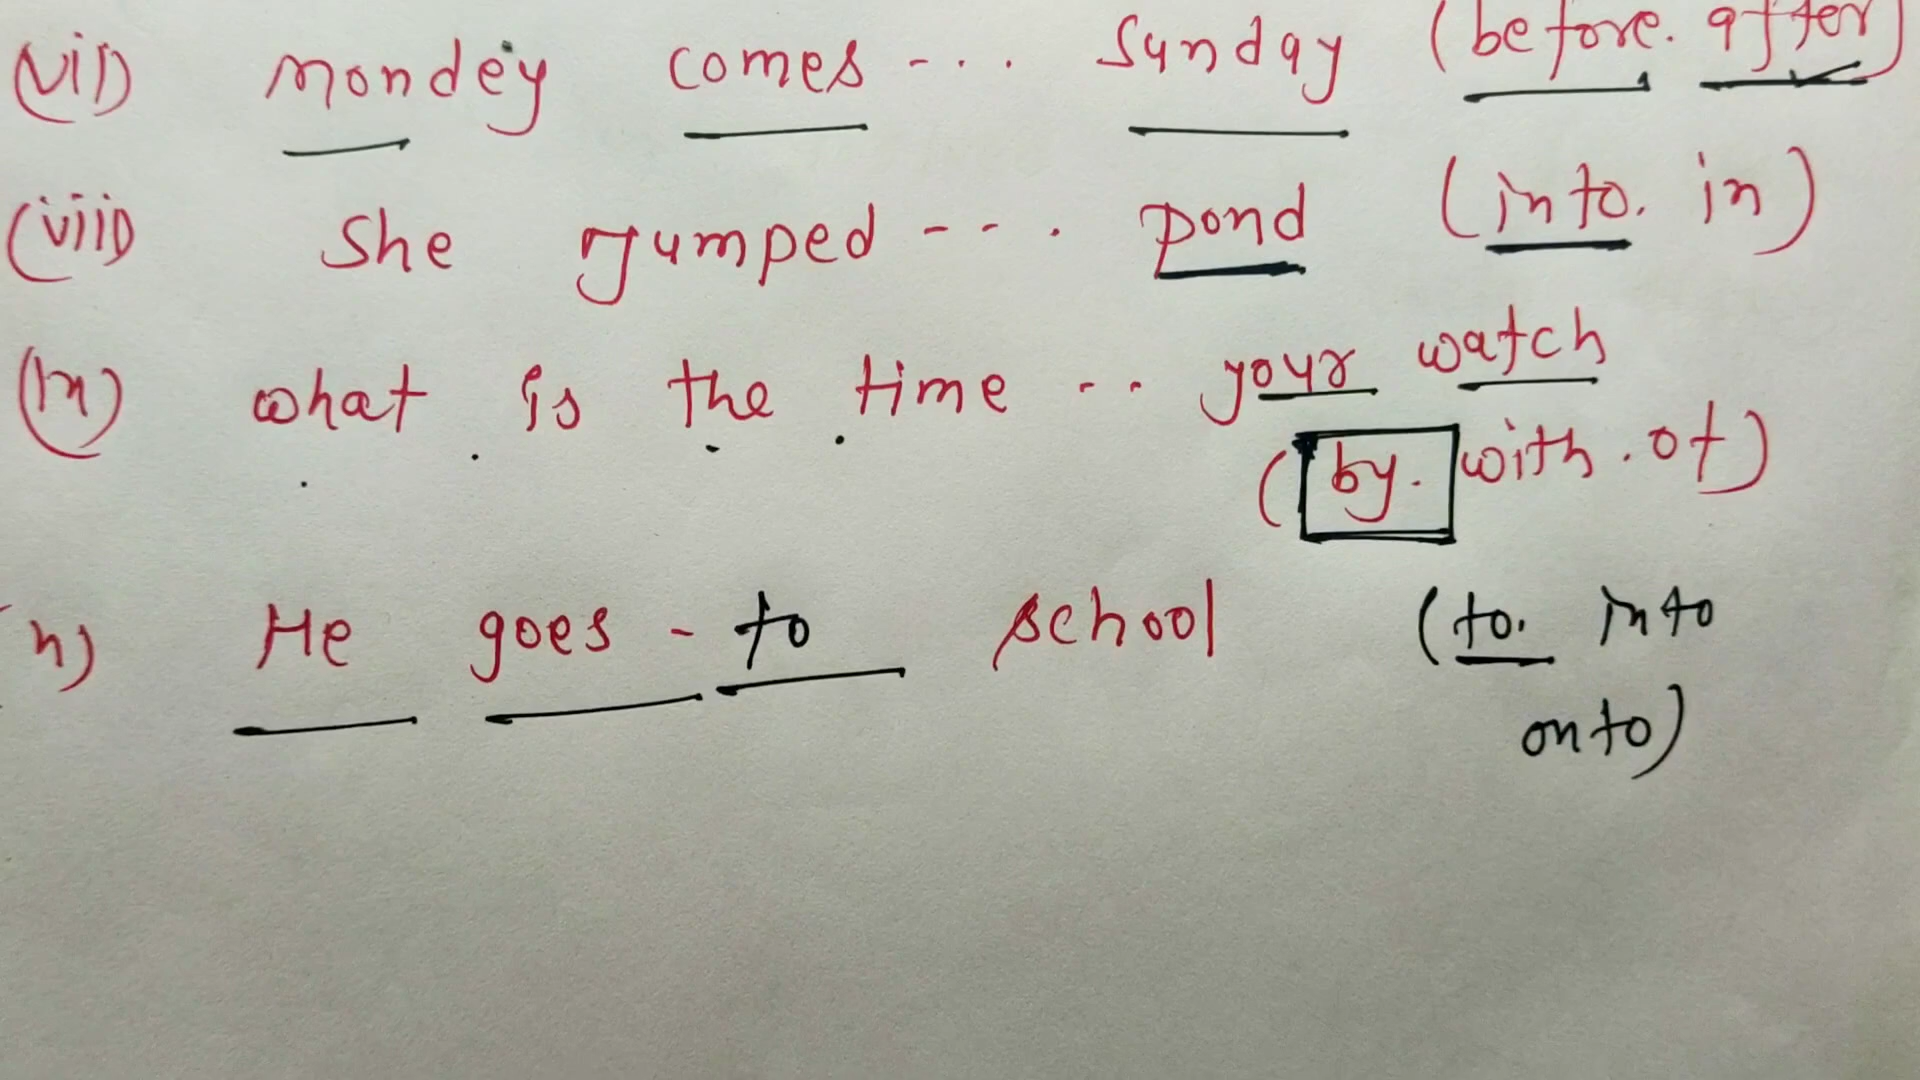 (vii) mondey comes --.. Sunday (before. after)
(viii) She Jumped --. pond (into. in)
(ix) what is the time -- your watch
(by. with. of)
x) He goes - to school (to. into
onto)